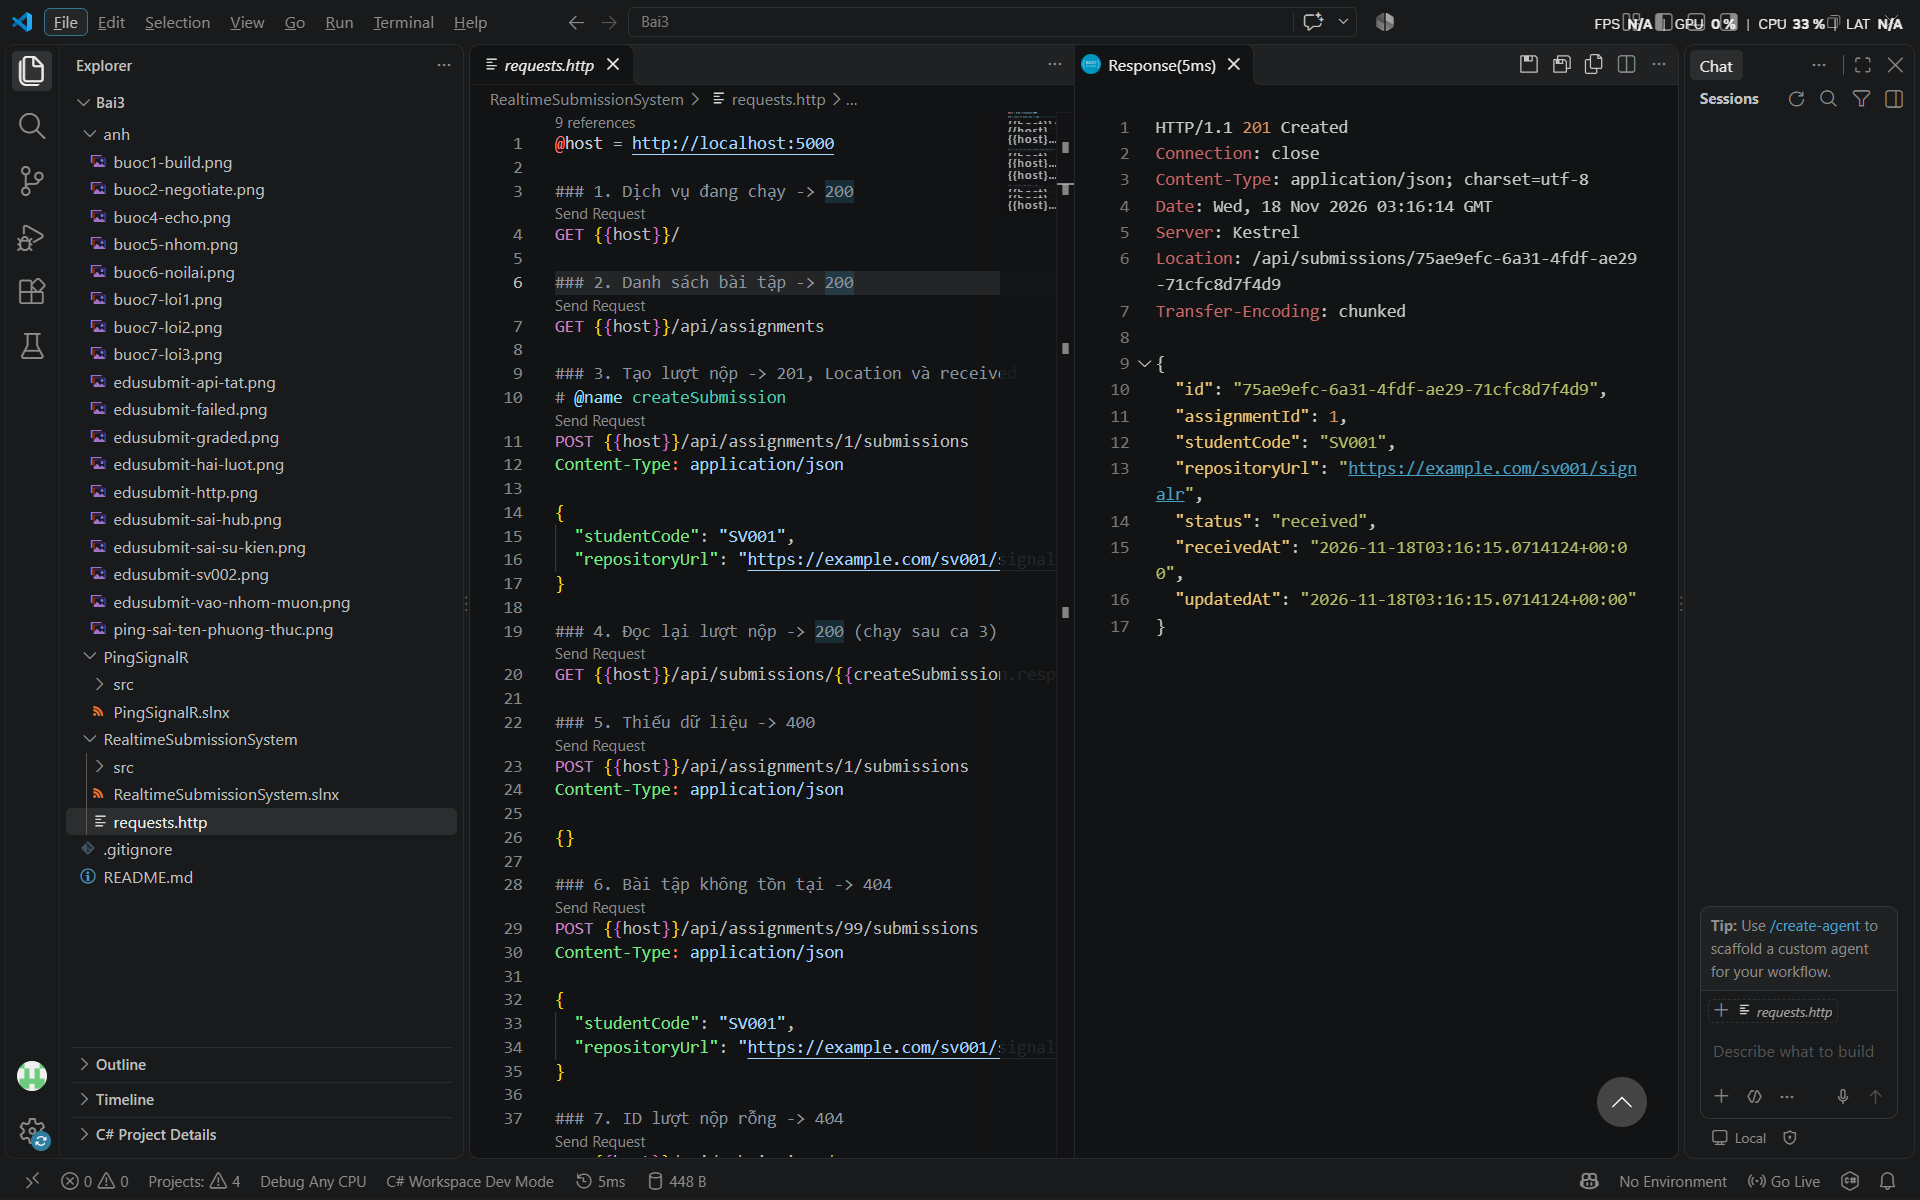 File Edit Selection View Go Run Terminal Help
Bai3
FPS N/A | GPU 0% | CPU 33 % | LAT N/A
Explorer
Bai3
anh
buoc1-build.png
buoc2-negotiate.png
buoc4-echo.png
buoc5-nhom.png
buoc6-noilai.png
buoc7-loi1.png
buoc7-loi2.png
buoc7-loi3.png
edusubmit-api-tat.png
edusubmit-failed.png
edusubmit-graded.png
edusubmit-hai-luot.png
edusubmit-http.png
edusubmit-sai-hub.png
edusubmit-sai-su-kien.png
edusubmit-sv002.png
edusubmit-vao-nhom-muon.png
ping-sai-ten-phuong-thuc.png
PingSignalR
src
PingSignalR.slnx
RealtimeSubmissionSystem
src
RealtimeSubmissionSystem.slnx
requests.http
.gitignore
README.md
Outline
Timeline
C# Project Details
requests.http
RealtimeSubmissionSystem > requests.http > ...
9 references
1 @host = http://localhost:5000
2
3 ### 1. Dịch vụ đang chạy -> 200
Send Request
4 GET {{host}}/
5
6 ### 2. Danh sách bài tập -> 200
Send Request
7 GET {{host}}/api/assignments
8
9 ### 3. Tạo lượt nộp -> 201, Location và received
10 # @name createSubmission
Send Request
11 POST {{host}}/api/assignments/1/submissions
12 Content-Type: application/json
13
14 {
15 "studentCode": "SV001",
16 "repositoryUrl": "https://example.com/sv001/signal
17 }
18
19 ### 4. Đọc lại lượt nộp -> 200 (chạy sau ca 3)
Send Request
20 GET {{host}}/api/submissions/{{createSubmission.resp
21
22 ### 5. Thiếu dữ liệu -> 400
Send Request
23 POST {{host}}/api/assignments/1/submissions
24 Content-Type: application/json
25
26 {}
27
28 ### 6. Bài tập không tồn tại -> 404
Send Request
29 POST {{host}}/api/assignments/99/submissions
30 Content-Type: application/json
31
32 {
33 "studentCode": "SV001",
34 "repositoryUrl": "https://example.com/sv001/signal
35 }
36
37 ### 7. ID lượt nộp rỗng -> 404
Send Request
Response(5ms)
1 HTTP/1.1 201 Created
2 Connection: close
3 Content-Type: application/json; charset=utf-8
4 Date: Wed, 18 Nov 2026 03:16:14 GMT
5 Server: Kestrel
6 Location: /api/submissions/75ae9efc-6a31-4fdf-ae29
-71cfc8d7f4d9
7 Transfer-Encoding: chunked
8
9 {
10 "id": "75ae9efc-6a31-4fdf-ae29-71cfc8d7f4d9",
11 "assignmentId": 1,
12 "studentCode": "SV001",
13 "repositoryUrl": "https://example.com/sv001/sign
alr",
14 "status": "received",
15 "receivedAt": "2026-11-18T03:16:15.0714124+00:0
0",
16 "updatedAt": "2026-11-18T03:16:15.0714124+00:00"
17 }
Chat
Sessions
Tip: Use /create-agent to
scaffold a custom agent
for your workflow.
requests.http
Describe what to build
Local
0 0 Projects: 4 Debug Any CPU C# Workspace Dev Mode 5ms 448 B
No Environment Go Live